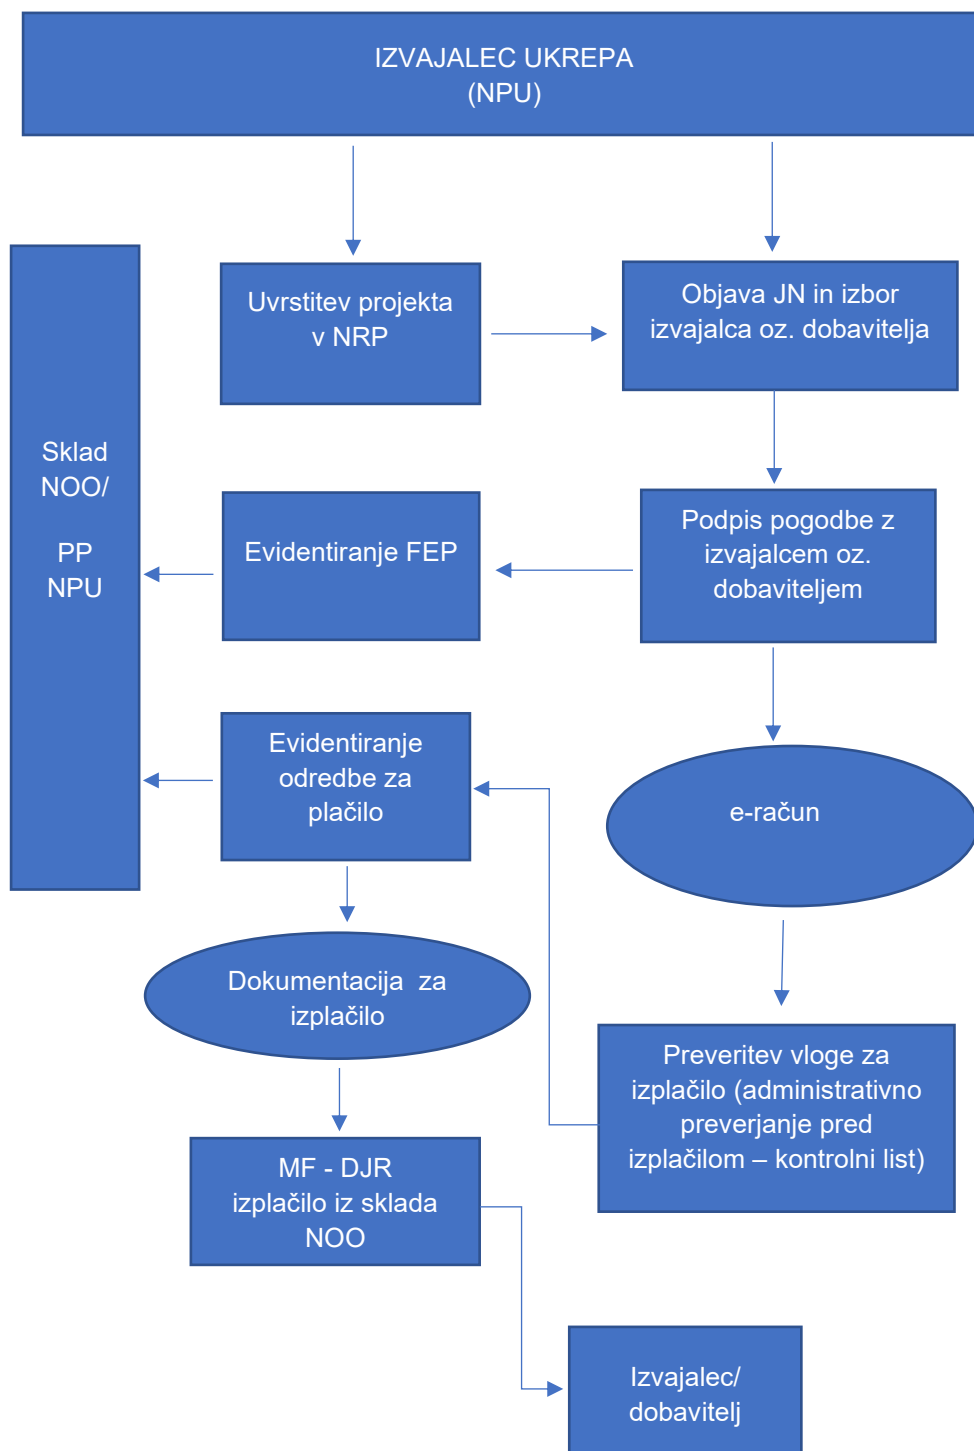 IZVAJALEC UKREPA
(NPU)
Uvrstitev projekta
v NRP
Objava JN in izbor
izvajalca oz. dobavitelja
Sklad
NOO/
PP
NPU
Evidentiranje FEP
Podpis pogodbe z
izvajalcem oz.
dobaviteljem
Evidentiranje
odredbe za
plačilo
e-račun
Dokumentacija za
izplačilo
Preveritev vloge za
izplačilo (administrativno
preverjanje pred
izplačilom – kontrolni list)
MF - DJR
izplačilo iz sklada
NOO
Izvajalec/
dobavitelj